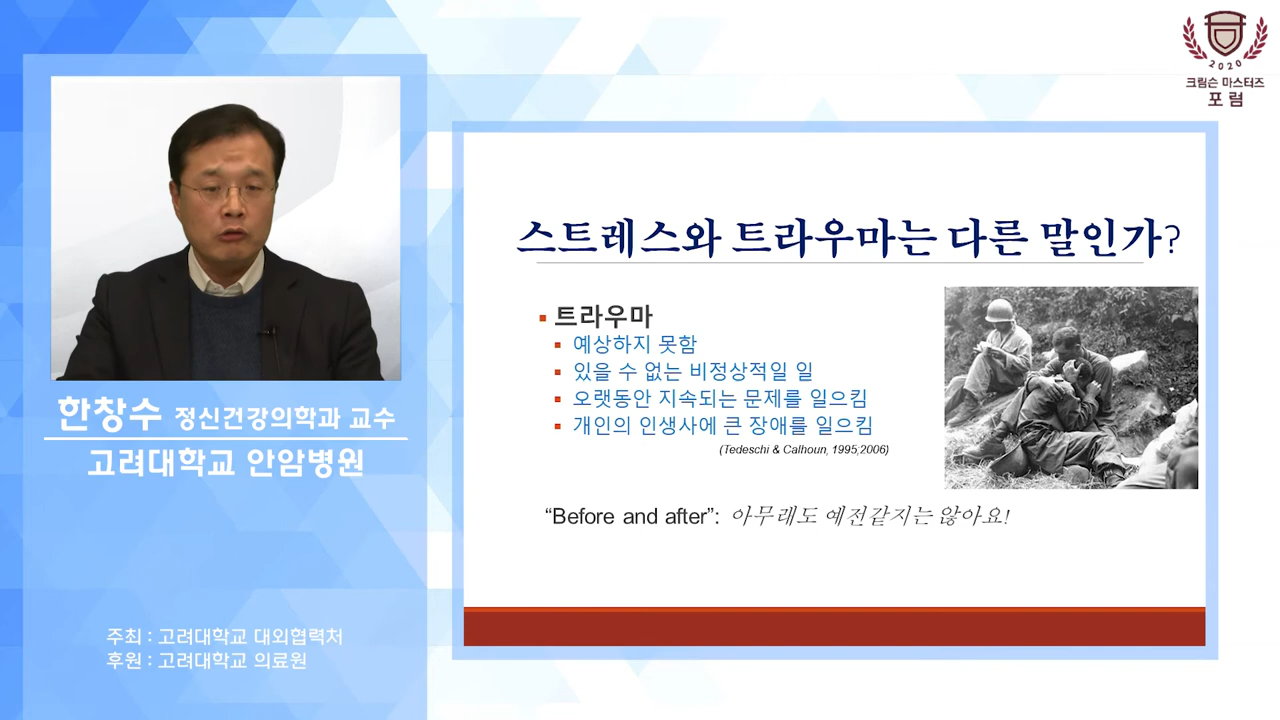 2020
크림슨 마스터즈
포 럼
한창수 정신건강의학과 교수
고려대학교 안암병원
주최 : 고려대학교 대외협력처
후원 : 고려대학교 의료원
스트레스와 트라우마는 다른 말인가?
▪ 트라우마
▪ 예상하지 못함
▪ 있을 수 없는 비정상적일 일
▪ 오랫동안 지속되는 문제를 일으킴
▪ 개인의 인생사에 큰 장애를 일으킴
(Tedeschi & Calhoun, 1995;2006)
“Before and after”: 아무래도 예전같지는 않아요!